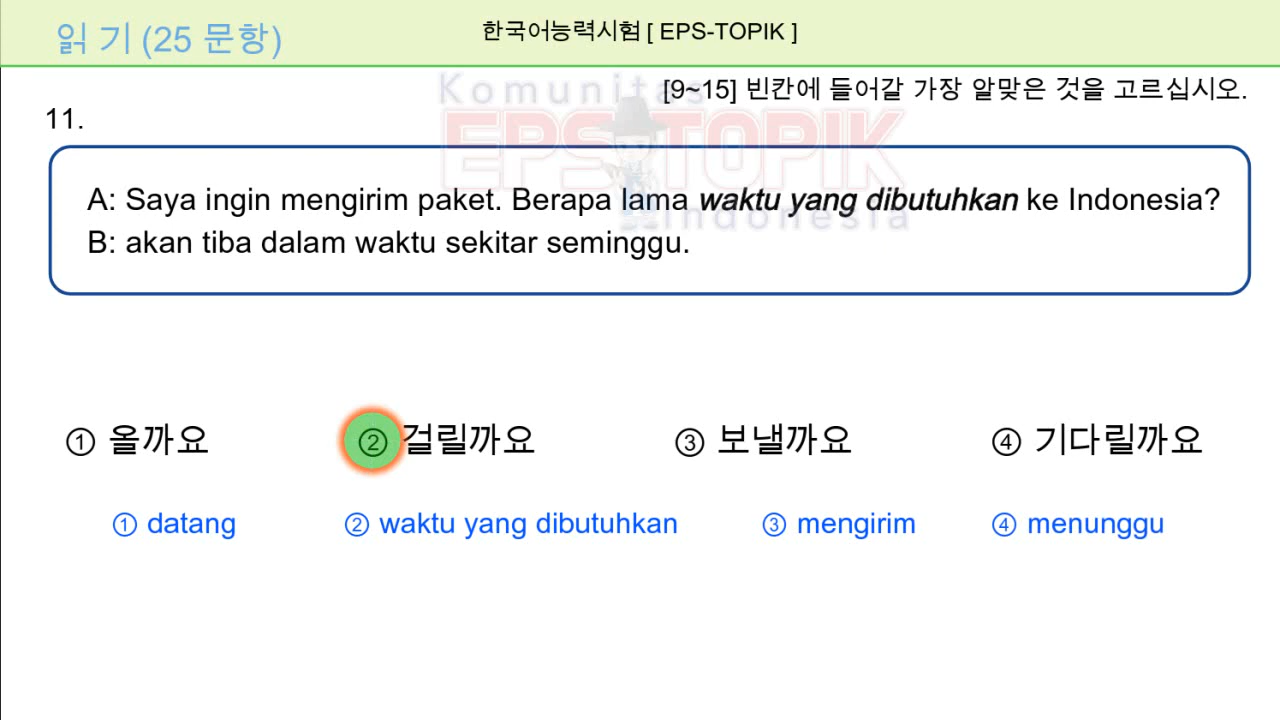 읽 기 (25 문항)
한국어능력시험 [ EPS-TOPIK ]
Komunitas
EPS TOPIK
Indonesia
[9~15] 빈칸에 들어갈 가장 알맞은 것을 고르십시오.
11.
A: Saya ingin mengirim paket. Berapa lama waktu yang dibutuhkan ke Indonesia?
B: akan tiba dalam waktu sekitar seminggu.
① 올까요 ② 걸릴까요 ③ 보낼까요 ④ 기다릴까요
① datang ② waktu yang dibutuhkan ③ mengirim ④ menunggu